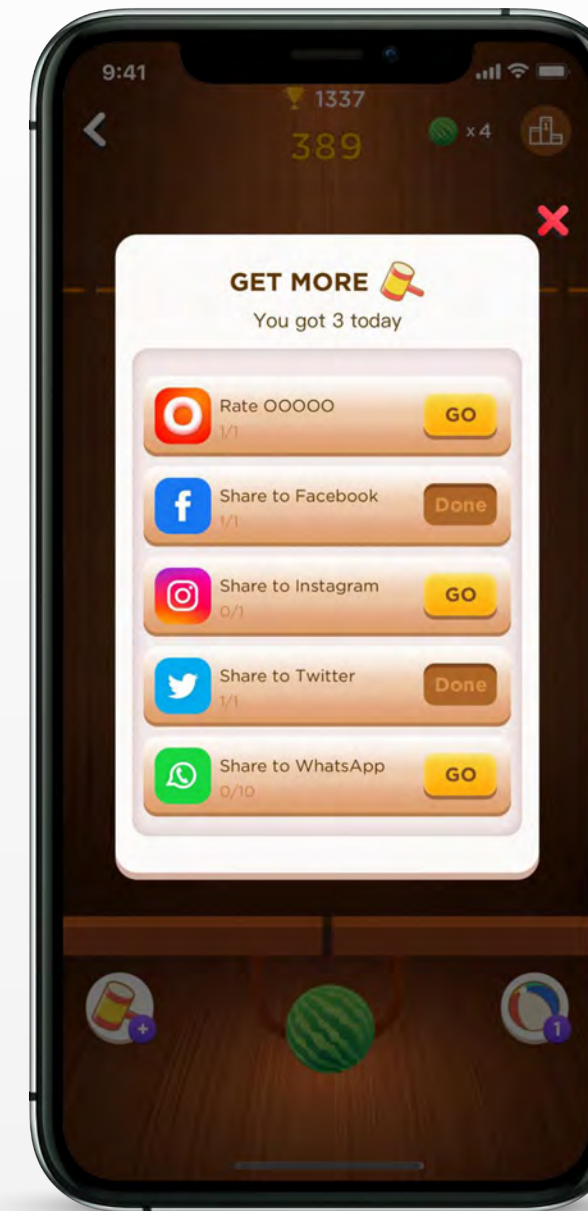 9:41
1337
389
x4
1
GET MORE
You got 3 today
Rate OOOOO
1/1
GO
Share to Facebook
1/1
Done
Share to Instagram
0/1
GO
Share to Twitter
1/1
Done
Share to WhatsApp
0/10
GO
+
1